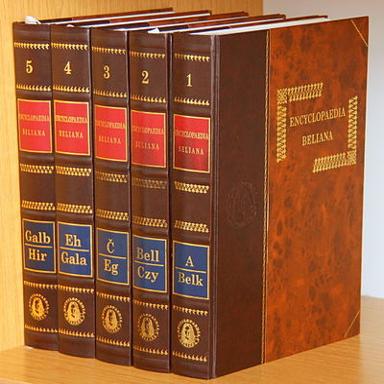 5
ENCYCLOPAEDIA
BELIANA
Galb
Hir
4
ENCYCLOPAEDIA
BELIANA
Eh
Gala
3
ENCYCLOPAEDIA
BELIANA
Č
Eg
2
ENCYCLOPAEDIA
BELIANA
Bell
Czy
1
ENCYCLOPAEDIA
BELIANA
A
Belk
ENCYCLOPAEDIA
BELIANA